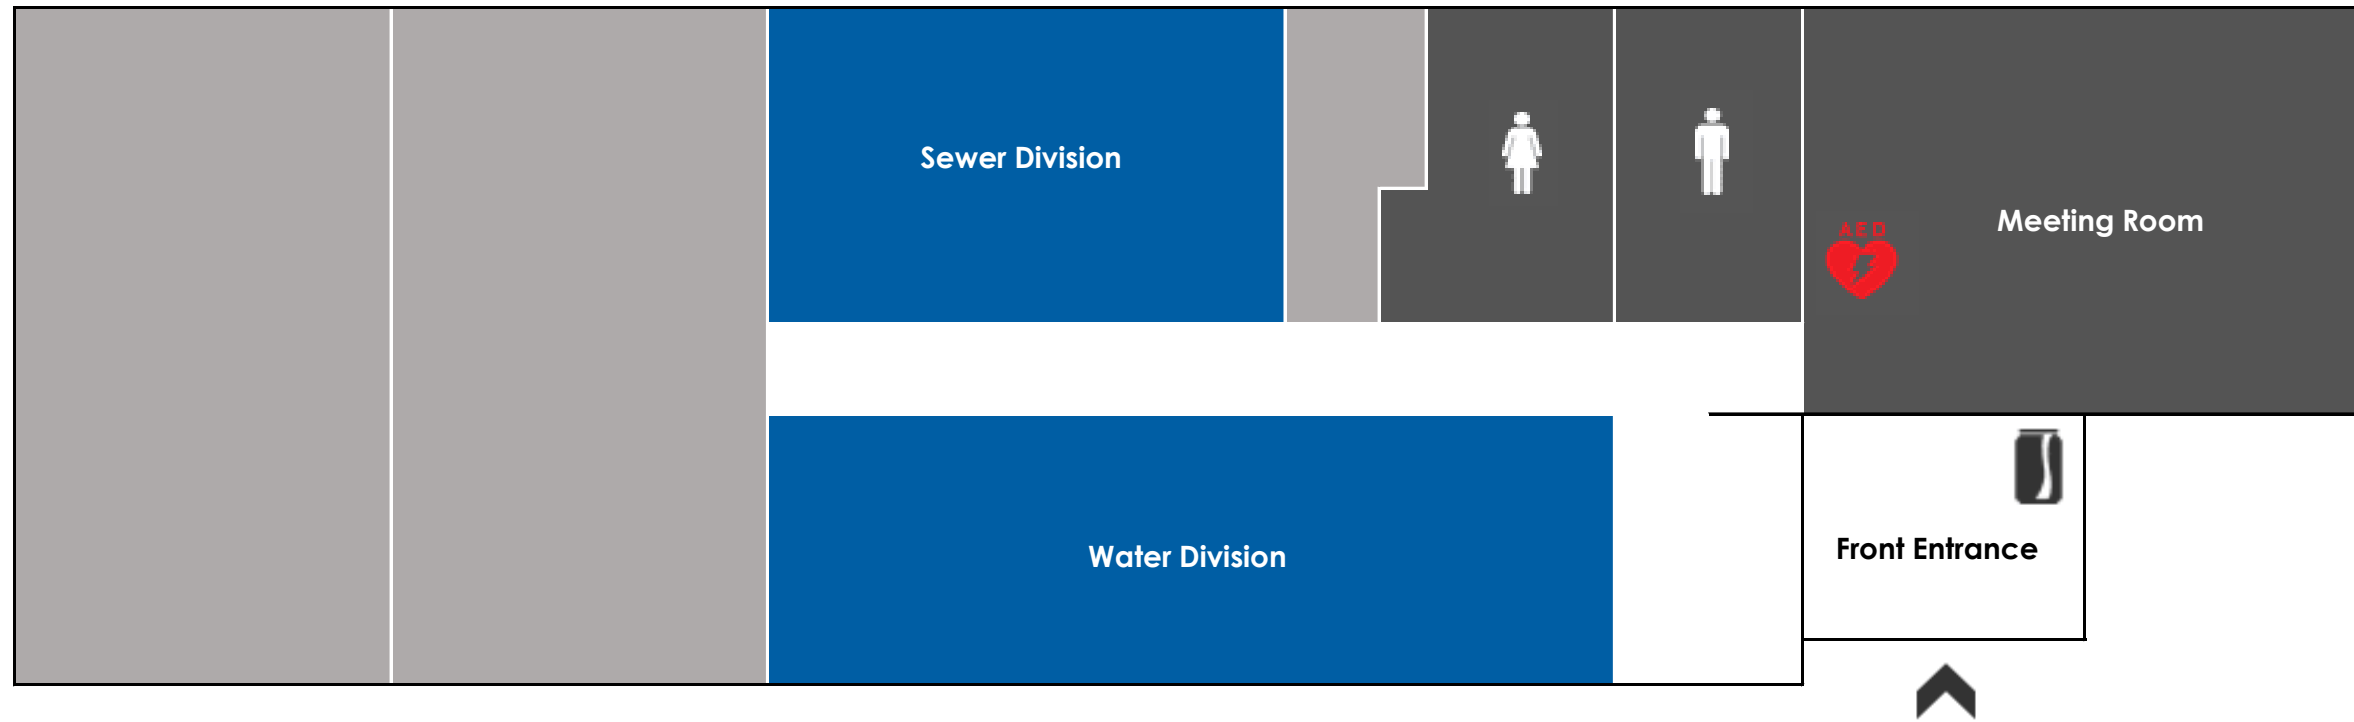 Sewer Division
AED
Meeting Room
Water Division
Front Entrance